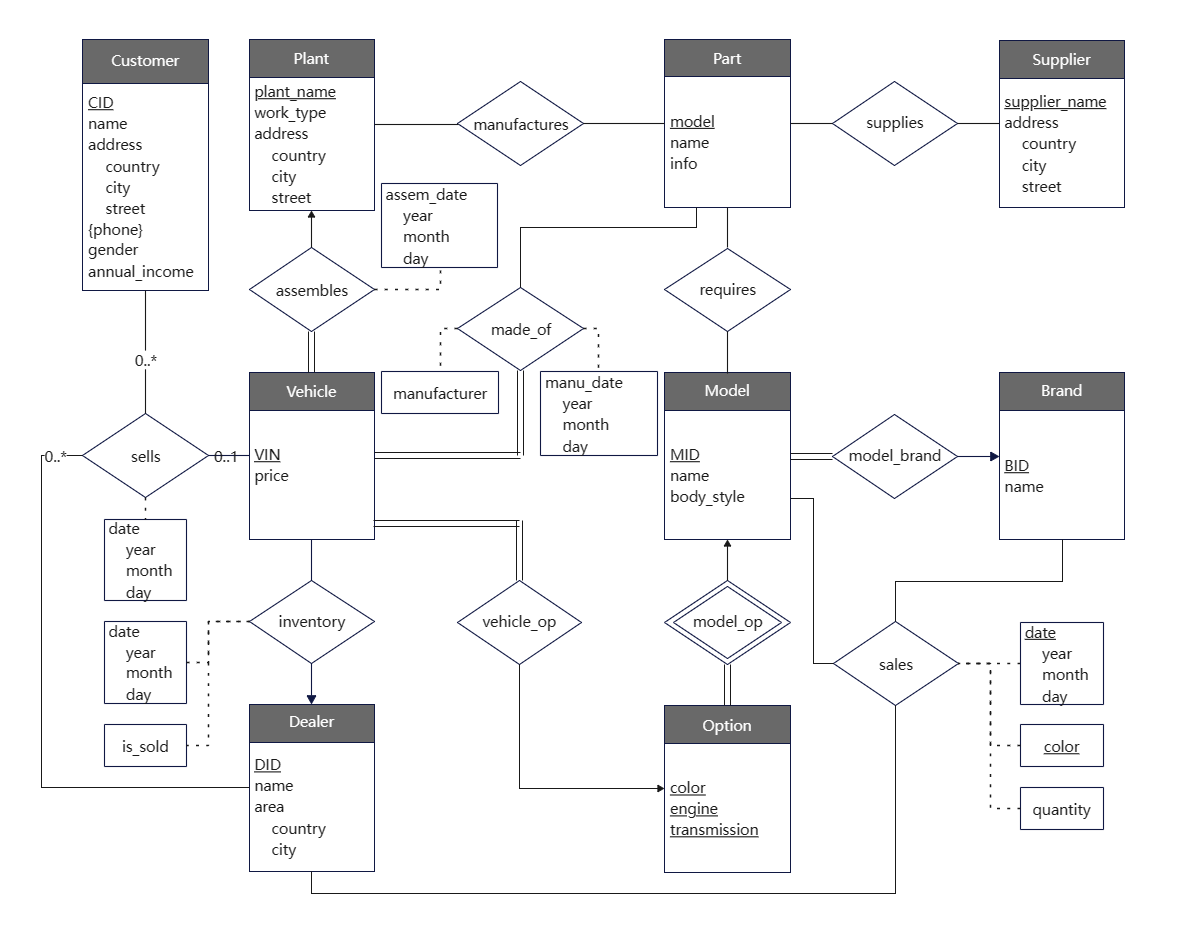 Customer
CID
name
address
country
city
street
{phone}
gender
annual_income
Plant
plant_name
work_type
address
country
city
street
manufactures
Part
model
name
info
supplies
Supplier
supplier_name
address
country
city
street
assem_date
year
month
day
assembles
made_of
requires
0..*
manufacturer
manu_date
year
month
day
Vehicle
VIN
price
Model
MID
name
body_style
Brand
BID
name
0..*
sells
0..1
model_brand
date
year
month
day
inventory
vehicle_op
model_op
sales
date
year
month
day
is_sold
date
year
month
day
color
quantity
Dealer
DID
name
area
country
city
Option
color
engine
transmission